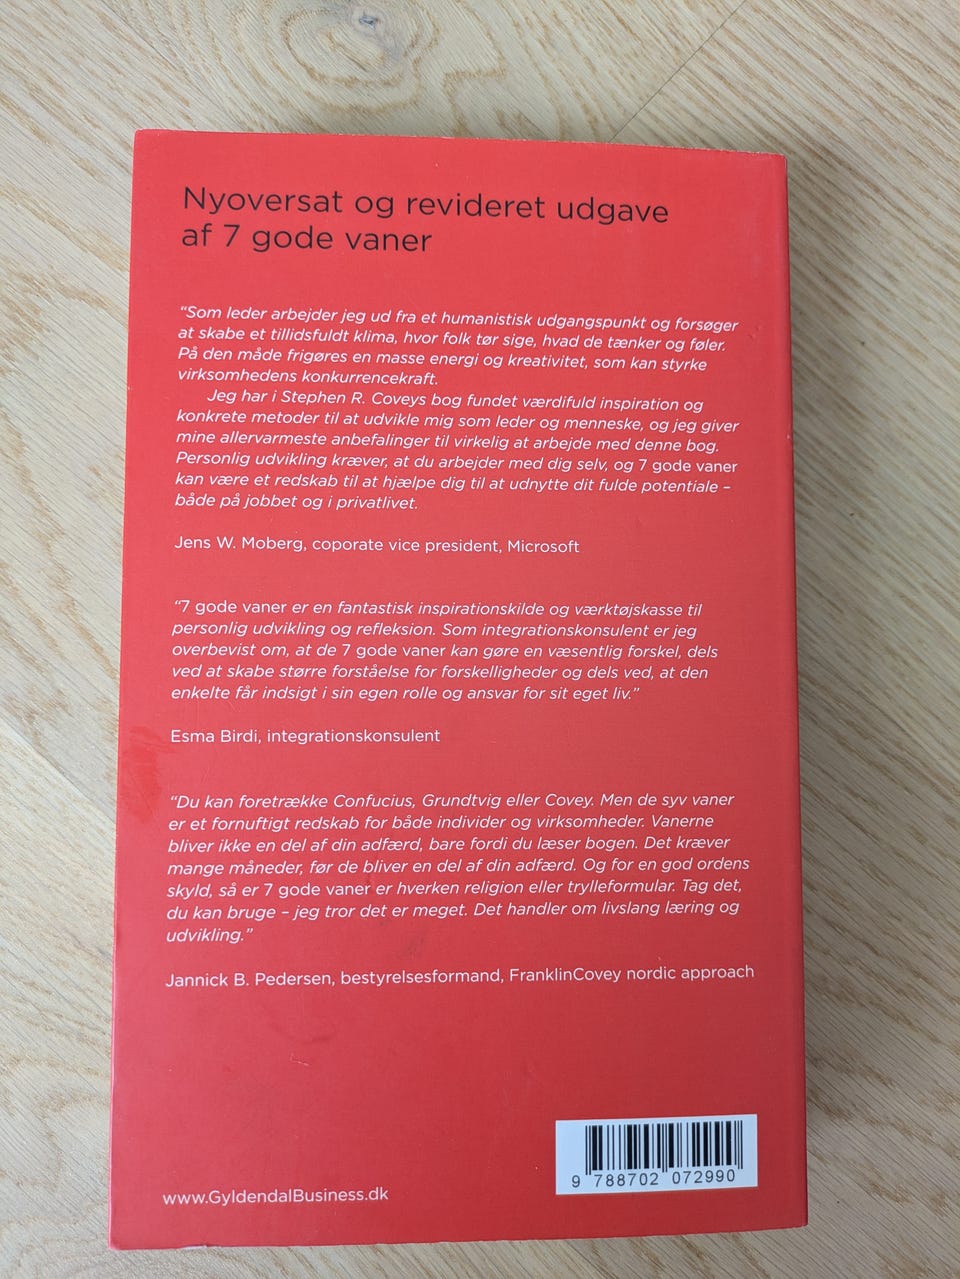 Nyoversat og revideret udgave
af 7 gode vaner
“Som leder arbejder jeg ud fra et humanistisk udgangspunkt og forsøger
at skabe et tillidsfuldt klima, hvor folk tør sige, hvad de tænker og føler.
På den måde frigøres en masse energi og kreativitet, som kan styrke
virksomhedens konkurrencekraft.
Jeg har i Stephen R. Coveys bog fundet værdifuld inspiration og
konkrete metoder til at udvikle mig som leder og menneske, og jeg giver
mine allervarmeste anbefalinger til virkelig at arbejde med denne bog.
Personlig udvikling kræver, at du arbejder med dig selv, og 7 gode vaner
kan være et redskab til at hjælpe dig til at udnytte dit fulde potentiale –
både på jobbet og i privatlivet.
Jens W. Moberg, coporate vice president, Microsoft
“7 gode vaner er en fantastisk inspirationskilde og værktøjskasse til
personlig udvikling og refleksion. Som integrationskonsulent er jeg
overbevist om, at de 7 gode vaner kan gøre en væsentlig forskel, dels
ved at skabe større forståelse for forskelligheder og dels ved, at den
enkelte får indsigt i sin egen rolle og ansvar for sit eget liv.”
Esma Birdi, integrationskonsulent
“Du kan foretrække Confucius, Grundtvig eller Covey. Men de syv vaner
er et fornuftigt redskab for både individer og virksomheder. Vanerne
bliver ikke en del af din adfærd, bare fordi du læser bogen. Det kræver
mange måneder, før de bliver en del af din adfærd. Og for en god ordens
skyld, så er 7 gode vaner er hverken religion eller trylleformular. Tag det,
du kan bruge – jeg tror det er meget. Det handler om livslang læring og
udvikling.”
Jannick B. Pedersen, bestyrelsesformand, FranklinCovey nordic approach
www.GyldendalBusiness.dk
9 788702 072990